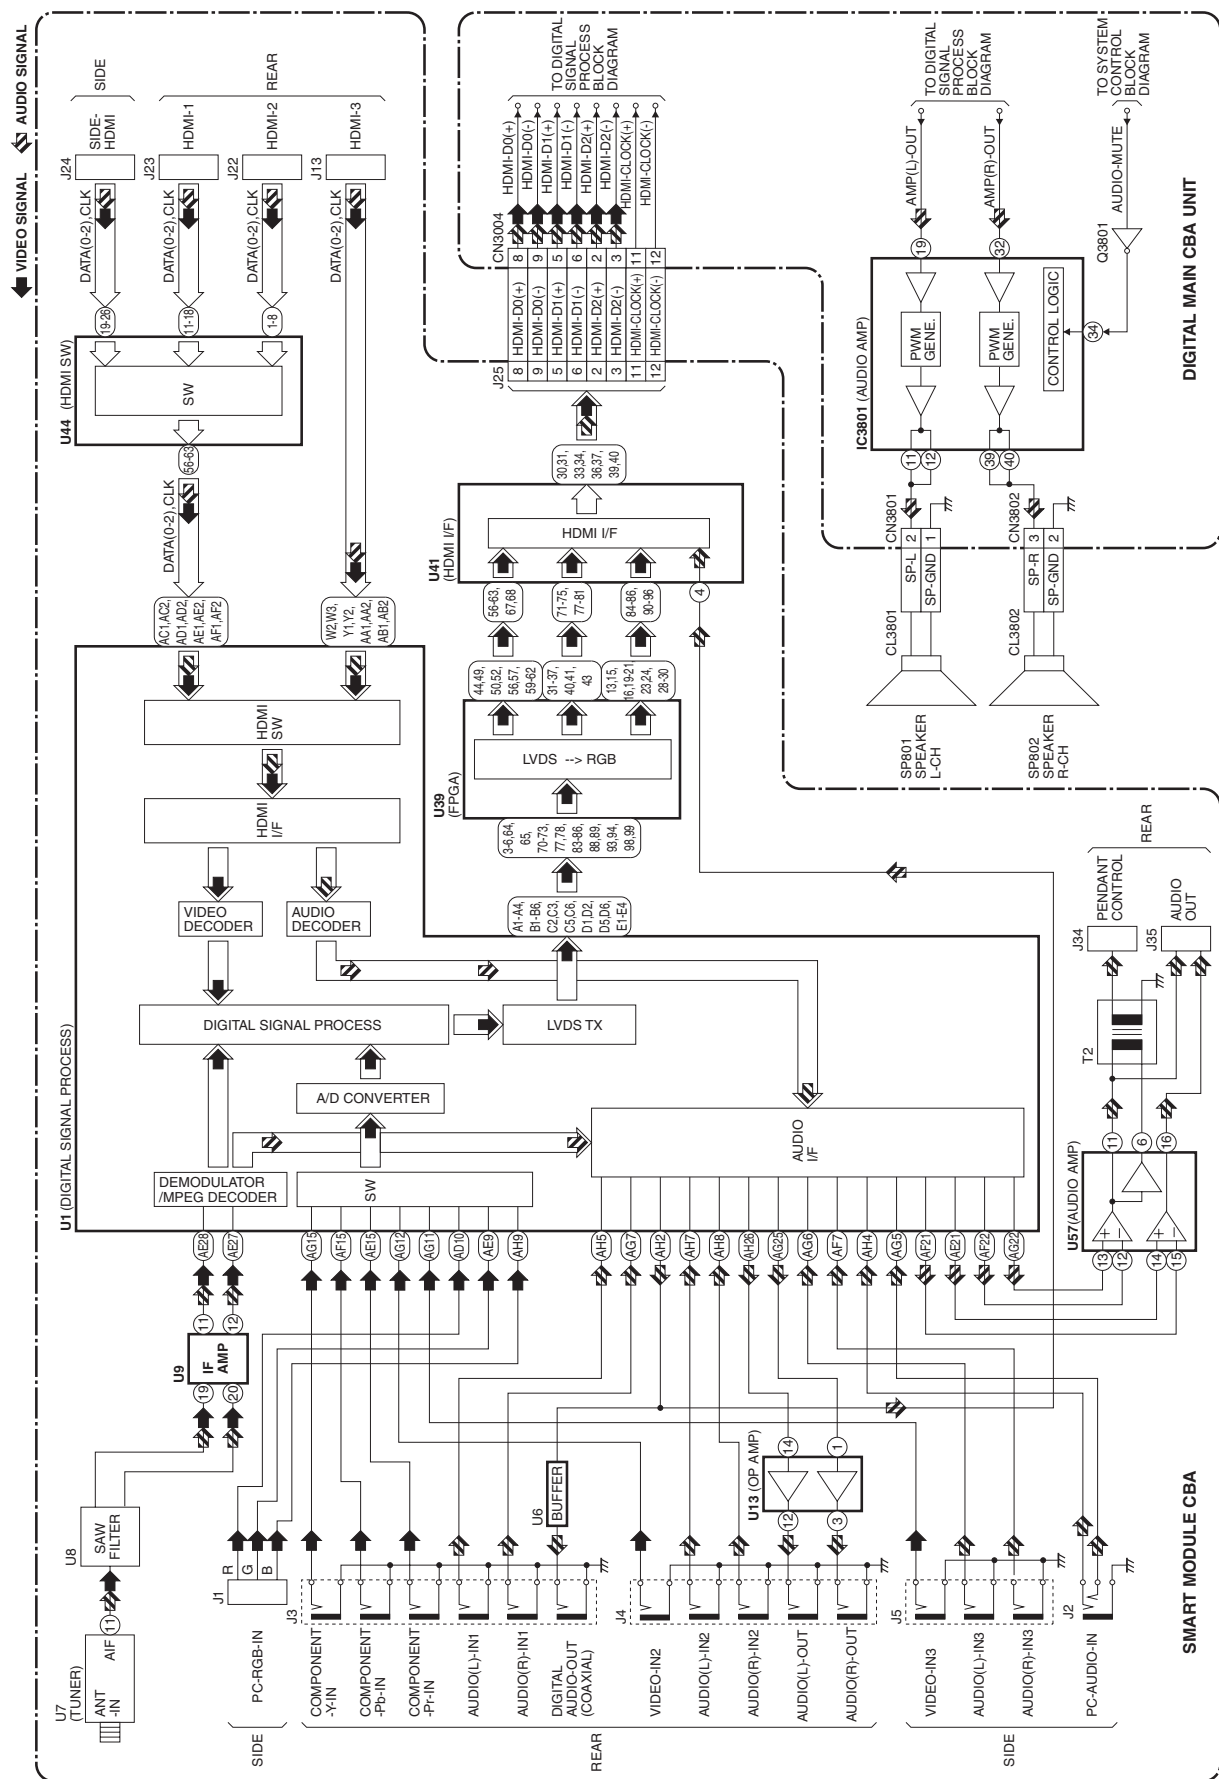 VIDEO SIGNAL
AUDIO SIGNAL
SIDE
REAR
J24
SIDE-
HDMI
J23
HDMI-1
J22
HDMI-2
J13
HDMI-3
DATA(0-2),CLK
DATA(0-2),CLK
DATA(0-2),CLK
DATA(0-2),CLK
19-26
11-18
1-8
U44 (HDMI SW)
SW
56-63
DATA(0-2),CLK
AC1,AC2,
AD1,AD2,
AE1,AE2,
AF1,AF2
W2,W3,
Y1,Y2,
AA1,AA2,
AB1,AB2
U1 (DIGITAL SIGNAL PROCESS)
HDMI
SW
HDMI
I/F
VIDEO
DECODER
AUDIO
DECODER
DIGITAL SIGNAL PROCESS
LVDS TX
A/D CONVERTER
DEMODULATOR
/MPEG DECODER
SW
AUDIO
I/F
A1-A4,
B1-B6,
C2,C3,
C5,C6,
D1,D2,
D5,D6,
E1-E4
3-6,64,
65,
70-73,
77,78,
83-86,
88,89,
93,94,
98,99
U39
(FPGA)
LVDS --> RGB
44,49,
50,52,
56,57,
59-62
31-37,
40,41,
43
13,15,
16,19-21,
23,24,
28-30
56-63,
67,68
71-75,
77-81
84-86,
90-96
4
U41
(HDMI I/F)
HDMI I/F
30,31,
33,34,
36,37,
39,40
J25
CN3004
8 HDMI-D0(+) 8 HDMI-D0(+)
9 HDMI-D0(-) 9 HDMI-D0(-)
5 HDMI-D1(+) 5 HDMI-D1(+)
6 HDMI-D1(-) 6 HDMI-D1(-)
2 HDMI-D2(+) 2 HDMI-D2(+)
3 HDMI-D2(-) 3 HDMI-D2(-)
11 HDMI-CLOCK(+) 11 HDMI-CLOCK(+)
12 HDMI-CLOCK(-) 12 HDMI-CLOCK(-)
TO DIGITAL
SIGNAL
PROCESS
BLOCK
DIAGRAM
TO DIGITAL
SIGNAL
PROCESS
BLOCK
DIAGRAM
TO SYSTEM
CONTROL
BLOCK
DIAGRAM
AMP(L)-OUT
AMP(R)-OUT
AUDIO-MUTE
Q3801
19
32
34
IC3801 (AUDIO AMP)
PWM
GENE.
PWM
GENE.
CONTROL LOGIC
11
12
39
40
CN3801
SP-L 2
SP-GND 1
CL3801
CN3802
SP-R 3
SP-GND 2
CL3802
SP801
SPEAKER
L-CH
SP802
SPEAKER
R-CH
DIGITAL MAIN CBA UNIT
U7
(TUNER)
ANT
-IN
AIF
11
U8
SAW
FILTER
U9
IF
AMP
19
20
11
12
AE28
AE27
AG15
AF15
AE15
AG12
AG11
AD10
AE9
AH9
AH5
AG7
AH2
AH7
AH8
AH26
AG25
AG6
AF7
AH4
AG5
AF21
AE21
AF22
AG22
SIDE
PC-RGB-IN
J1
R
G
B
REAR
J3
COMPONENT
-Y-IN
COMPONENT
-Pb-IN
COMPONENT
-Pr-IN
AUDIO(L)-IN1
AUDIO(R)-IN1
DIGITAL
AUDIO-OUT
(COAXIAL)
U6
BUFFER
J4
VIDEO-IN2
AUDIO(L)-IN2
AUDIO(R)-IN2
AUDIO(L)-OUT
AUDIO(R)-OUT
U13 (OP AMP)
14
1
12
3
SIDE
J5
VIDEO-IN3
AUDIO(L)-IN3
AUDIO(R)-IN3
J2
PC-AUDIO-IN
U57 (AUDIO AMP)
13
12
14
15
+
-
+
-
11
6
16
T2
J34
PENDANT
CONTROL
J35
AUDIO
OUT
REAR
SMART MODULE CBA